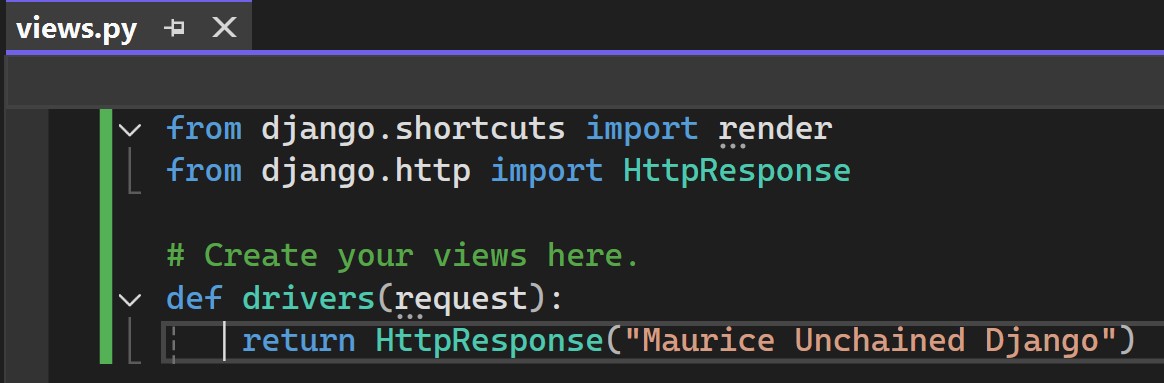 views.py
from django.shortcuts import render
from django.http import HttpResponse
# Create your views here.
def drivers(request):
return HttpResponse("Maurice Unchained Django")